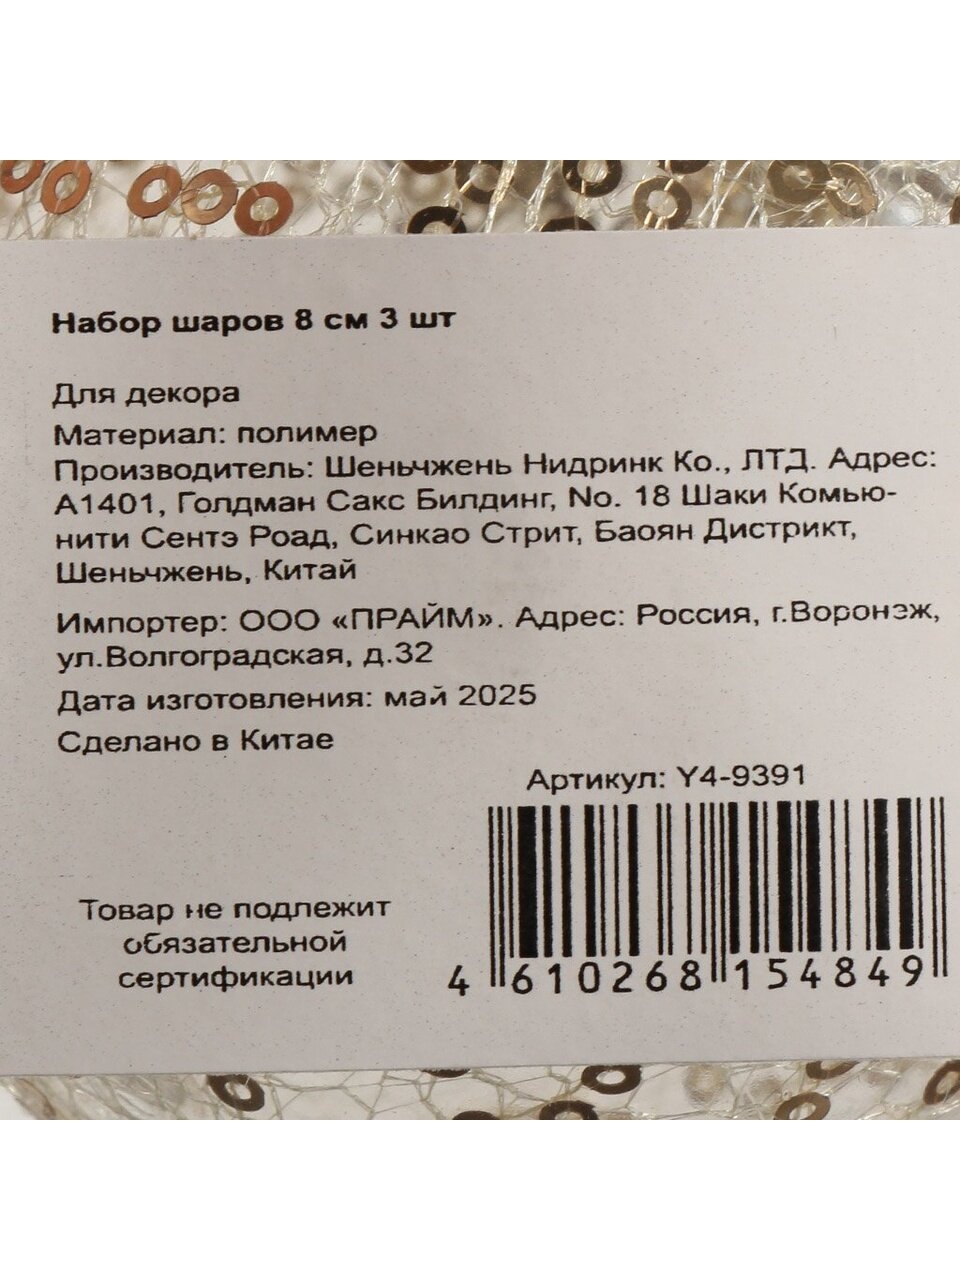 Набор шаров 8 см 3 шт
Для декора
Материал: полимер
Производитель: Шеньчжень Нидринк Ко., ЛТД. Адрес:
А1401, Голдман Сакс Билдинг, No. 18 Шаки Комью-
нити Сентэ Роад, Синкао Стрит, Баоян Дистрикт,
Шеньчжень, Китай
Импортер: ООО «ПРАЙМ». Адрес: Россия, г.Воронэж,
ул.Волгоградская, д.32
Дата изготовления: май 2025
Сделано в Китае
Артикул: Y4-9391
Товар не подлежит
обязательной
сертификации
4 610268 154849